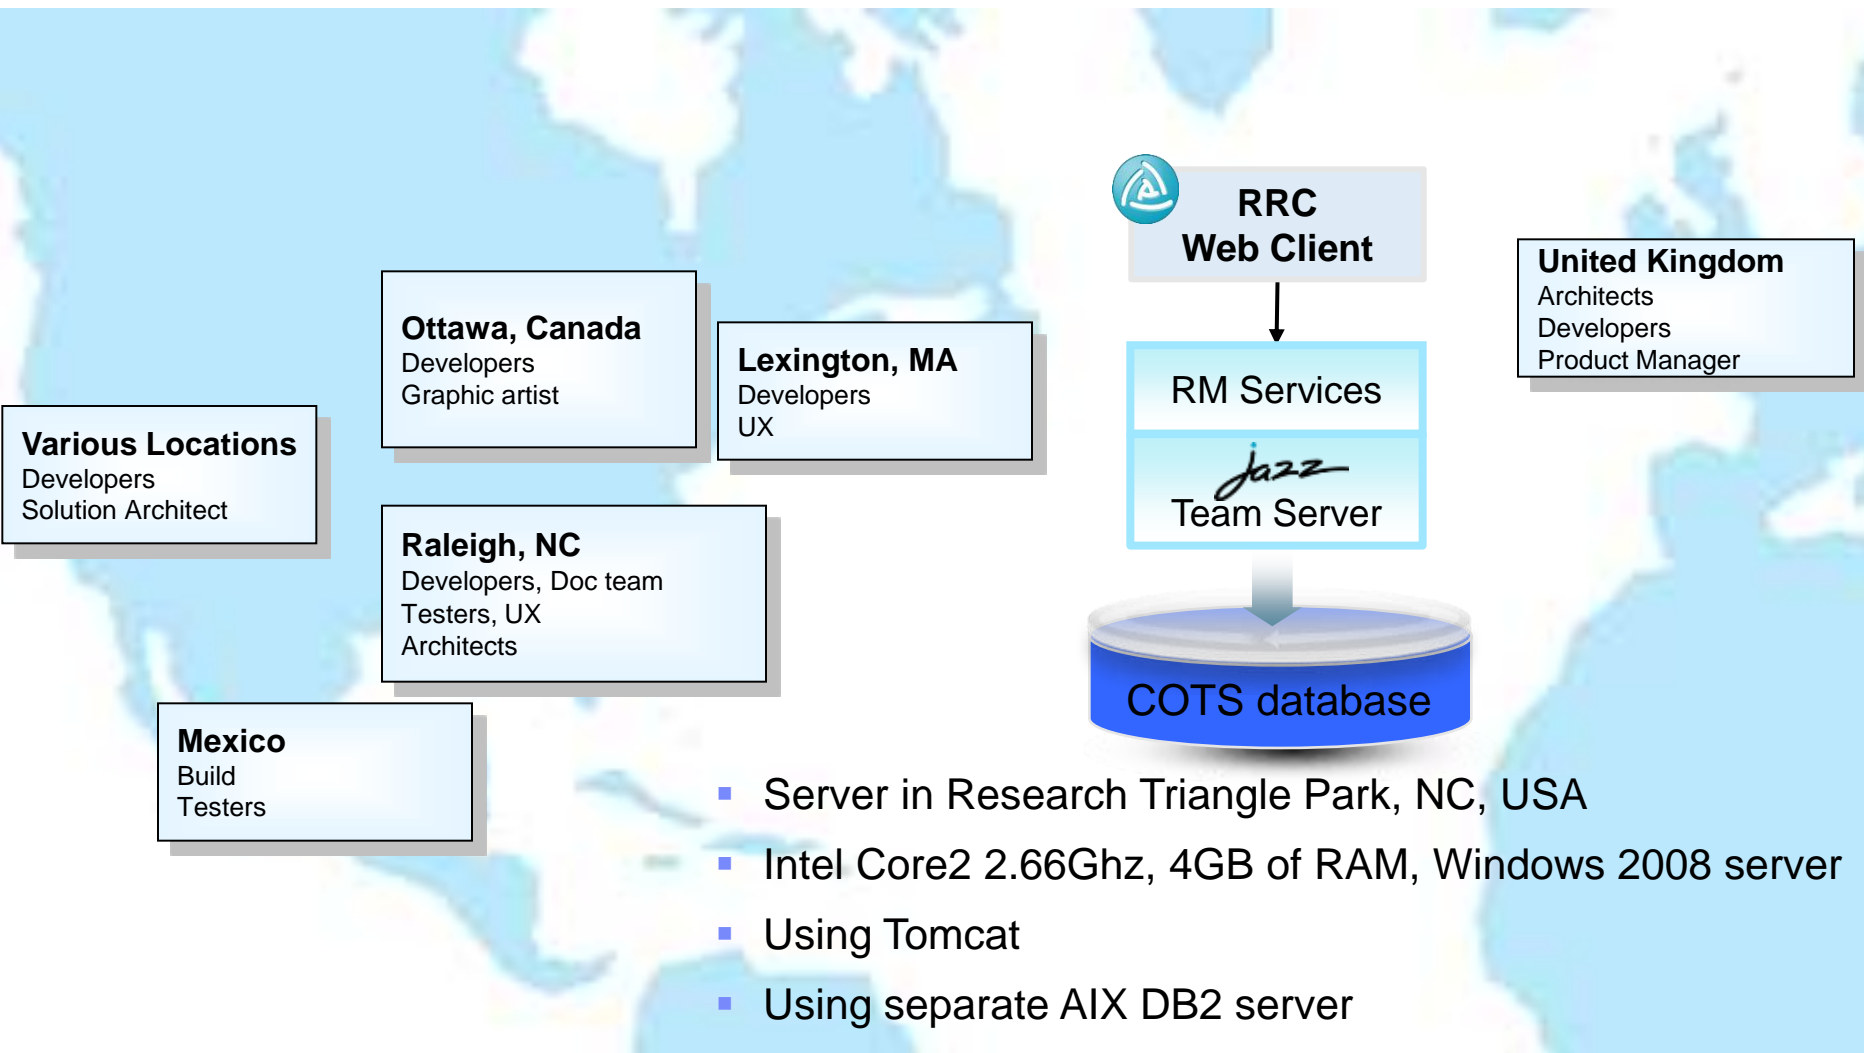 RRC
Web Client
United Kingdom
Architects
Developers
Product Manager
Ottawa, Canada
Developers
Graphic artist
Lexington, MA
Developers
UX
RM Services
Various Locations
Developers
Solution Architect
jazz
Team Server
Raleigh, NC
Developers, Doc team
Testers, UX
Architects
COTS database
Mexico
Build
Testers
Server in Research Triangle Park, NC, USA
Intel Core2 2.66Ghz, 4GB of RAM, Windows 2008 server
Using Tomcat
Using separate AIX DB2 server